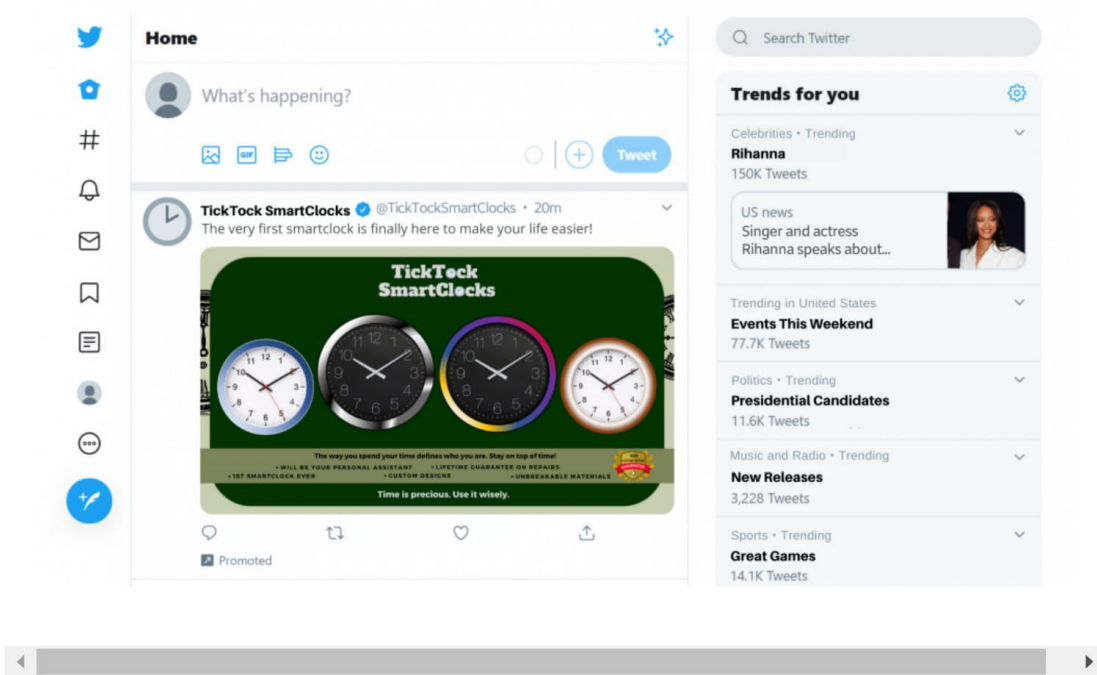 Home
What's happening?
GIF
Tweet
TickTock SmartClocks @TickTockSmartClocks · 20m
The very first smartclock is finally here to make your life easier!
TickTock
SmartClocks
The way you spend your time defines who you are. Stay on top of time!
• WILL BE YOUR PERSONAL ASSISTANT • LIFETIME GUARANTEE ON REPAIRS
• 1ST SMARTCLOCK EVER • CUSTOM DESIGNS • UNBREAKABLE MATERIALS
Time is precious. Use it wisely.
Promoted
Search Twitter
Trends for you
Celebrities · Trending
Rihanna
150K Tweets
US news
Singer and actress
Rihanna speaks about...
Trending in United States
Events This Weekend
77.7K Tweets
Politics · Trending
Presidential Candidates
11.6K Tweets
Music and Radio · Trending
New Releases
3,228 Tweets
Sports · Trending
Great Games
14.1K Tweets